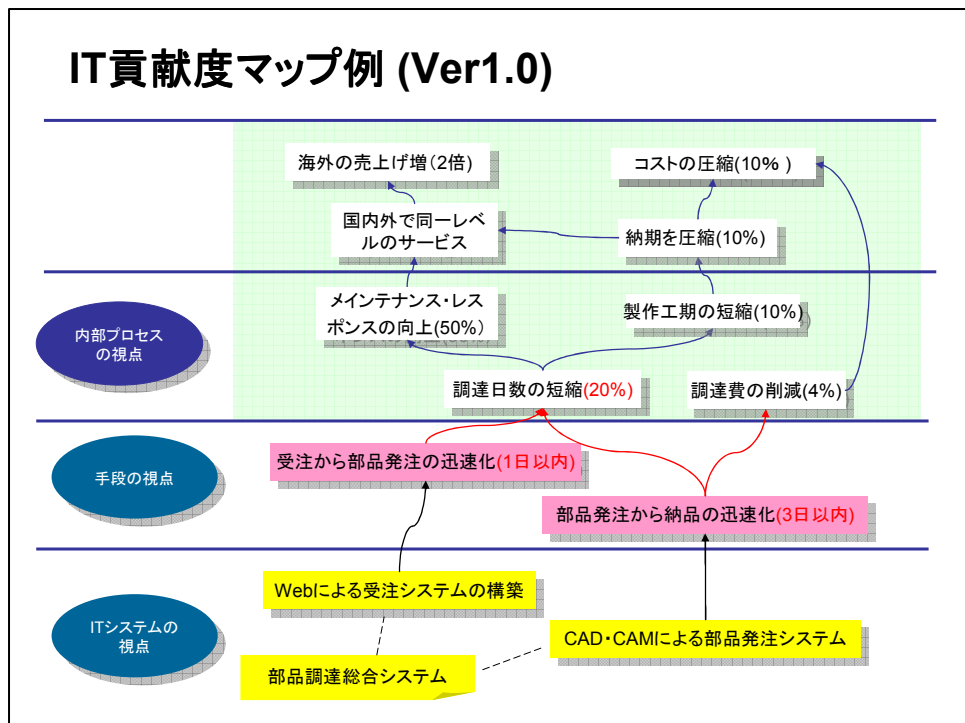 IT貢献度マップ例 (Ver1.0)
海外の売上げ増(2倍)
コストの圧縮(10% )
国内外で同一レベ
ルのサービス
納期を圧縮(10%)
内部プロセス
の視点
メインテナンス・レス
ポンスの向上(50%)
製作工期の短縮(10%)
調達日数の短縮(20%)
調達費の削減(4%)
手段の視点
受注から部品発注の迅速化(1日以内)
部品発注から納品の迅速化(3日以内)
ITシステムの
視点
Webによる受注システムの構築
CAD・CAMによる部品発注システム
部品調達総合システム